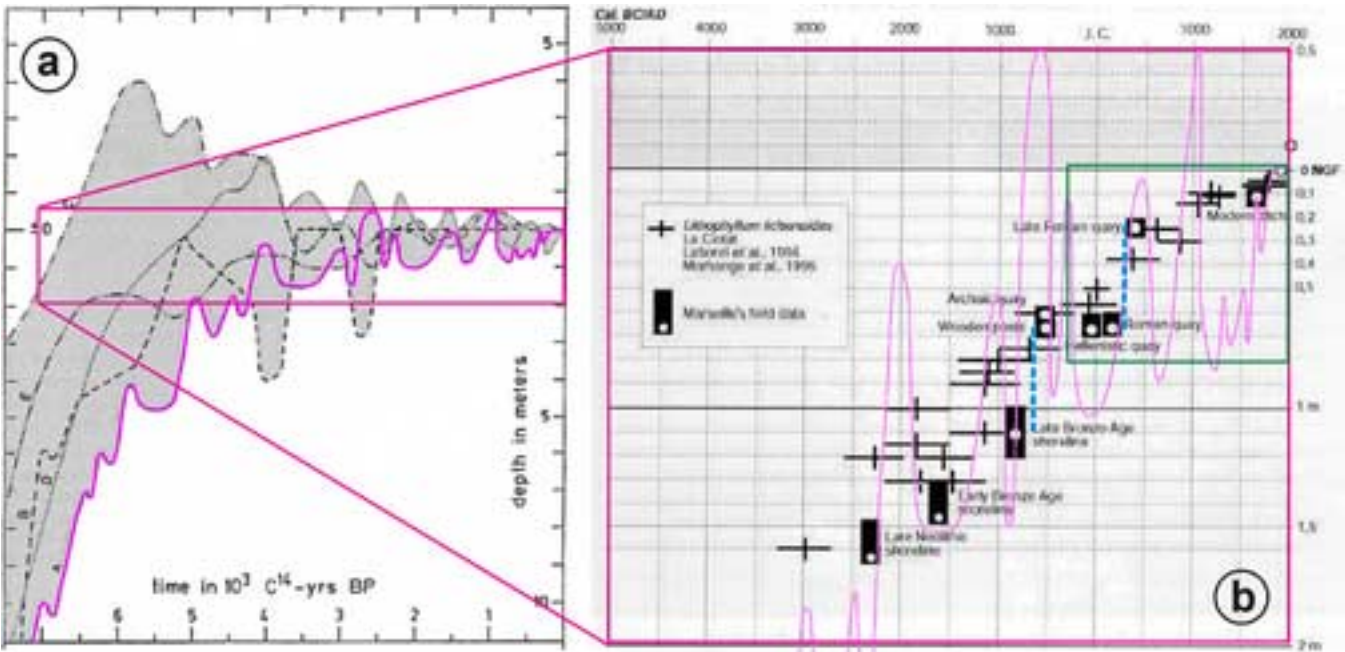 a
5
±0
5
10
depth in meters
time in 10³ C¹⁴-yrs BP
6 5 4 3 2 1
E
B
D
A
Cal. BC/AD
5000 4000 3000 2000 1000 J. C. 1000 2000
0,5
0 NGF
0,1
0,2
0,3
0,4
0,5
1 m
1,5
2 m
Lithophyllum lichenoides
La Ciotat
Laborel et al., 1994
Morhange et al., 1996
Marseille's field data
Late Roman quay
Archaic quay
Wooden
Roman quay
Hellenistic quay
Late Bronze Age
shoreline
Early Bronze Age
shoreline
Late Neolithic
shoreline
Modern
b